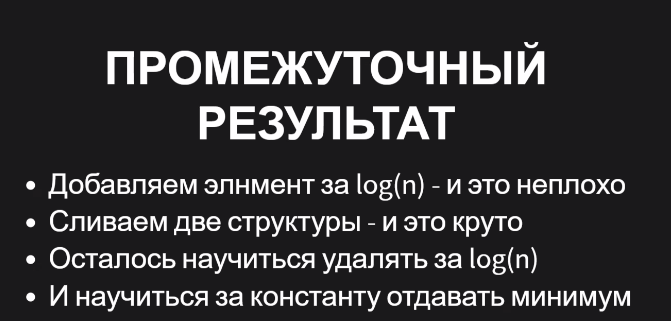 ПРОМЕЖУТОЧНЫЙ
РЕЗУЛЬТАТ
• Добавляем элнмент за log(n) - и это неплохо
• Сливаем две структуры - и это круто
• Осталось научиться удалять за log(n)
• И научиться за константу отдавать минимум